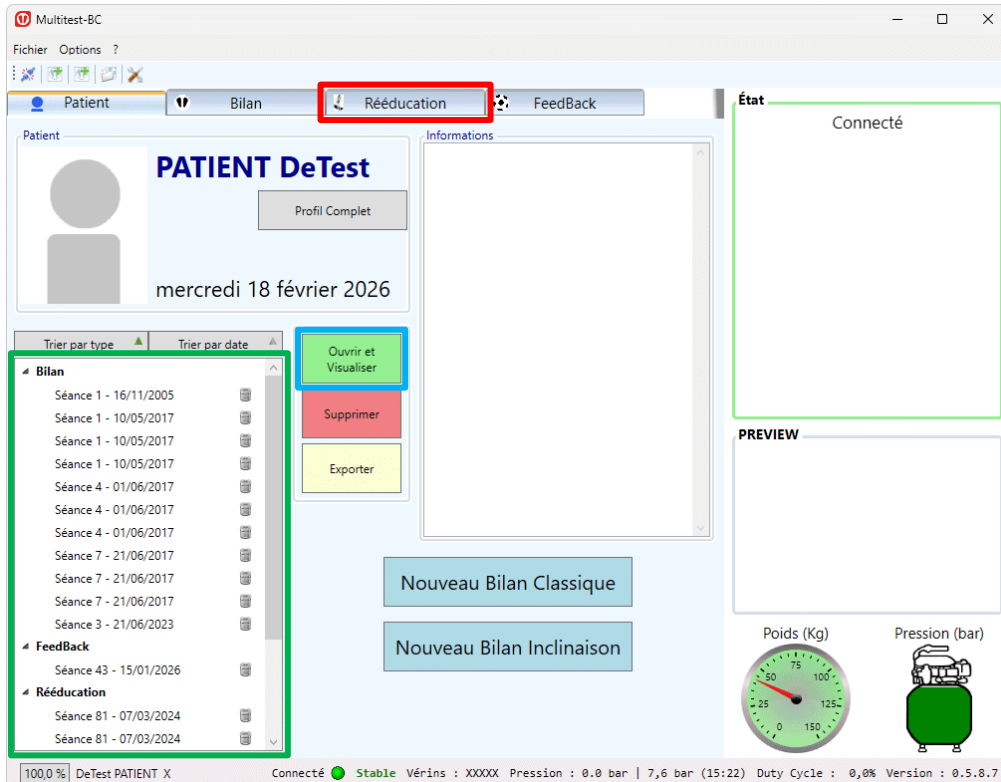 Multitest-BC
Fichier Options ?
Patient
Bilan
Rééducation
FeedBack
Patient
PATIENT DeTest
Profil Complet
mercredi 18 février 2026
Informations
État
Connecté
Trier par type
Trier par date
Bilan
Séance 1 - 16/11/2005
Séance 1 - 10/05/2017
Séance 1 - 10/05/2017
Séance 1 - 10/05/2017
Séance 4 - 01/06/2017
Séance 4 - 01/06/2017
Séance 4 - 01/06/2017
Séance 7 - 21/06/2017
Séance 7 - 21/06/2017
Séance 7 - 21/06/2017
Séance 3 - 21/06/2023
FeedBack
Séance 43 - 15/01/2026
Rééducation
Séance 81 - 07/03/2024
Séance 81 - 07/03/2024
Ouvrir et
Visualiser
Supprimer
Exporter
Nouveau Bilan Classique
Nouveau Bilan Inclinaison
PREVIEW
Poids (Kg)
0
25
50
75
100
125
150
Pression (bar)
100,0 % DeTest PATIENT X
Connecté Stable Vérins : XXXXX Pression : 0.0 bar | 7,6 bar (15:22) Duty Cycle : 0,0% Version : 0.5.8.7